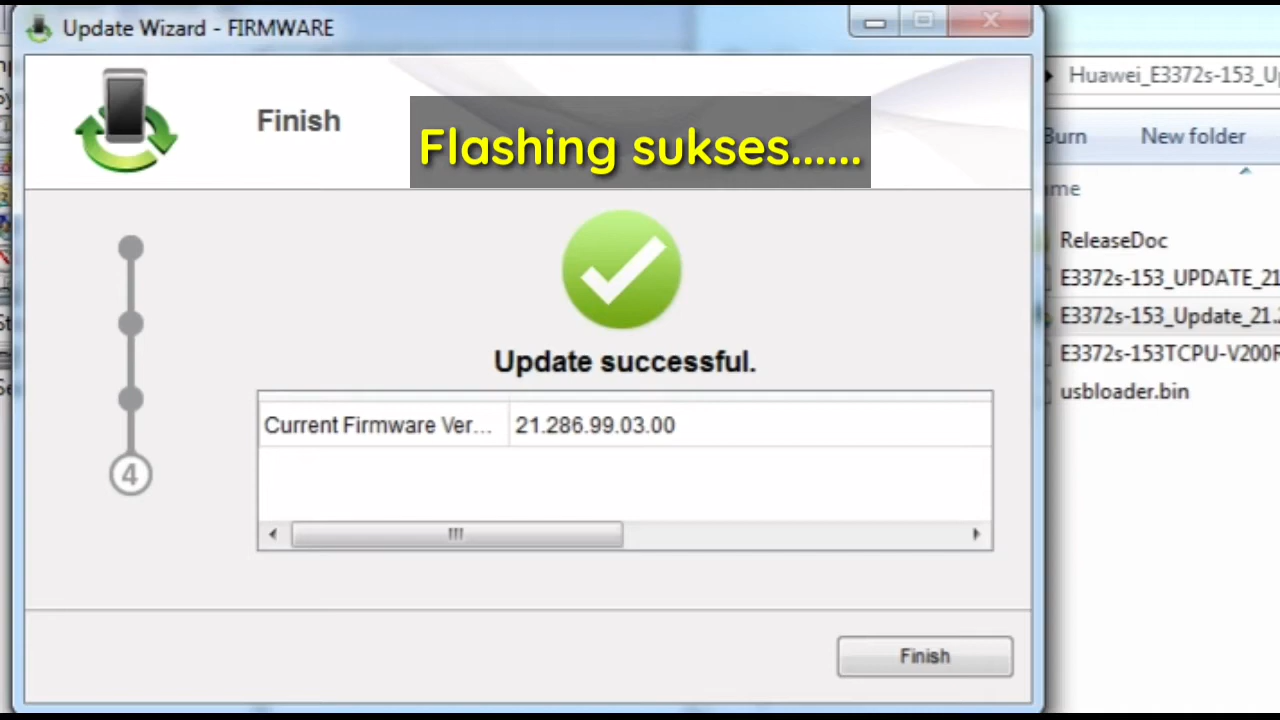 Update Wizard - FIRMWARE
Huawei_E3372s-153_Up
Finish
Flashing sukses......
Burn
New folder
ReleaseDoc
E3372s-153_UPDATE_21
E3372s-153_Update_21.2
E3372s-153TCPU-V200R
usbloader.bin
Update successful.
Current Firmware Ver... 21.286.99.03.00
4
Finish